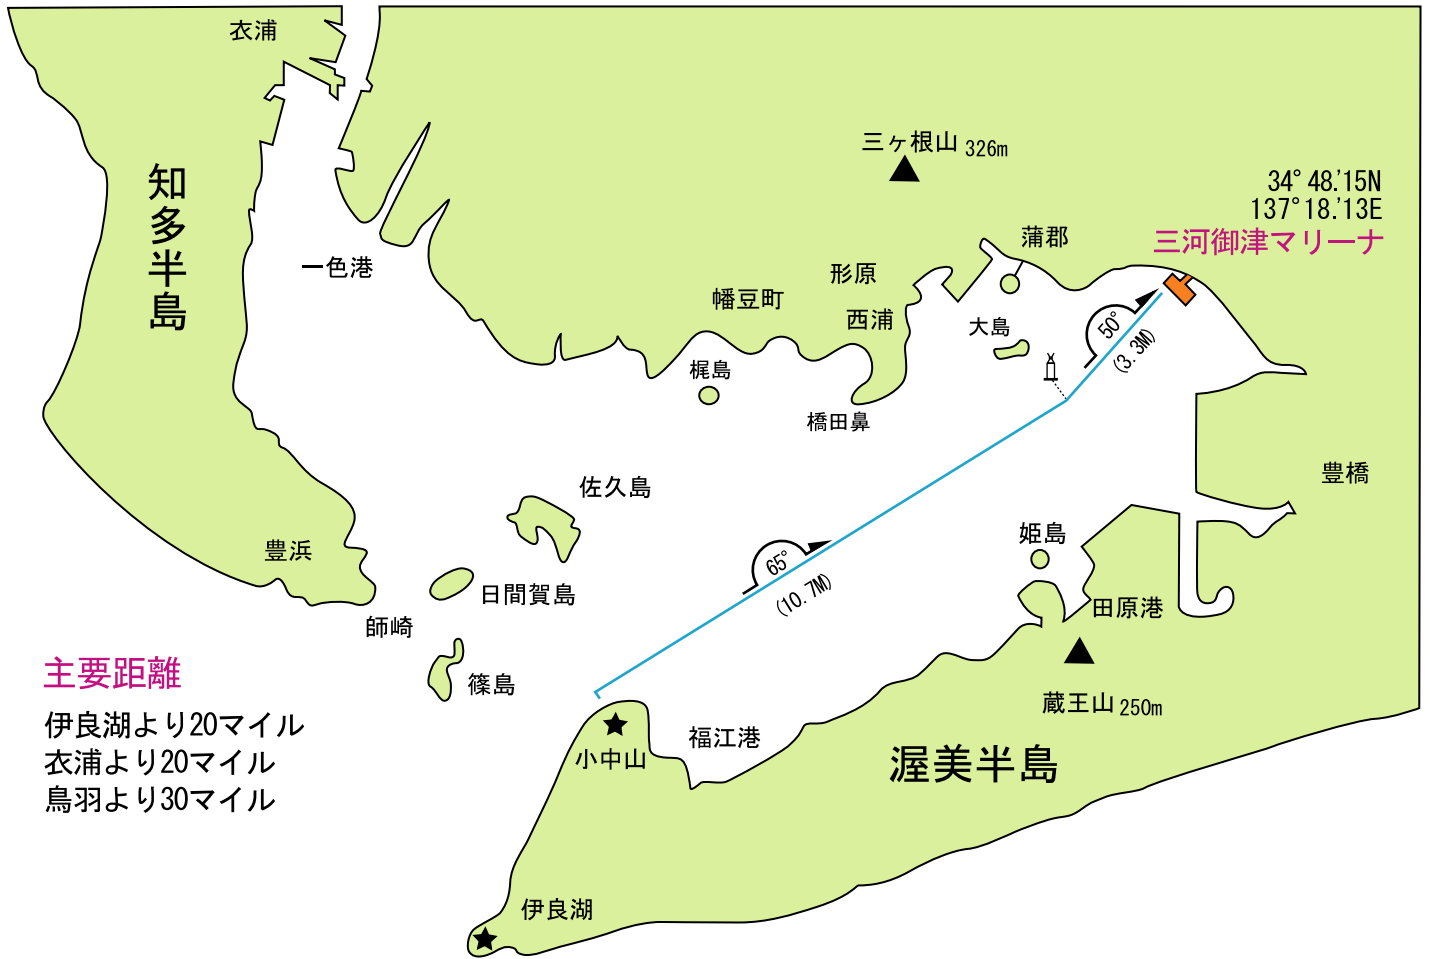 衣浦
知多半島
一色港
三ヶ根山 326m
34°48.'15N
137°18.'13E
三河御津マリーナ
蒲郡
形原
幡豆町
西浦
大島
梶島
橋田鼻
50°
(3.3M)
豊橋
佐久島
豊浜
日間賀島
師崎
篠島
姫島
65°
(10.7M)
田原港
蔵王山 250m
主要距離
伊良湖より20マイル
衣浦より20マイル
鳥羽より30マイル
福江港
小中山
渥美半島
伊良湖